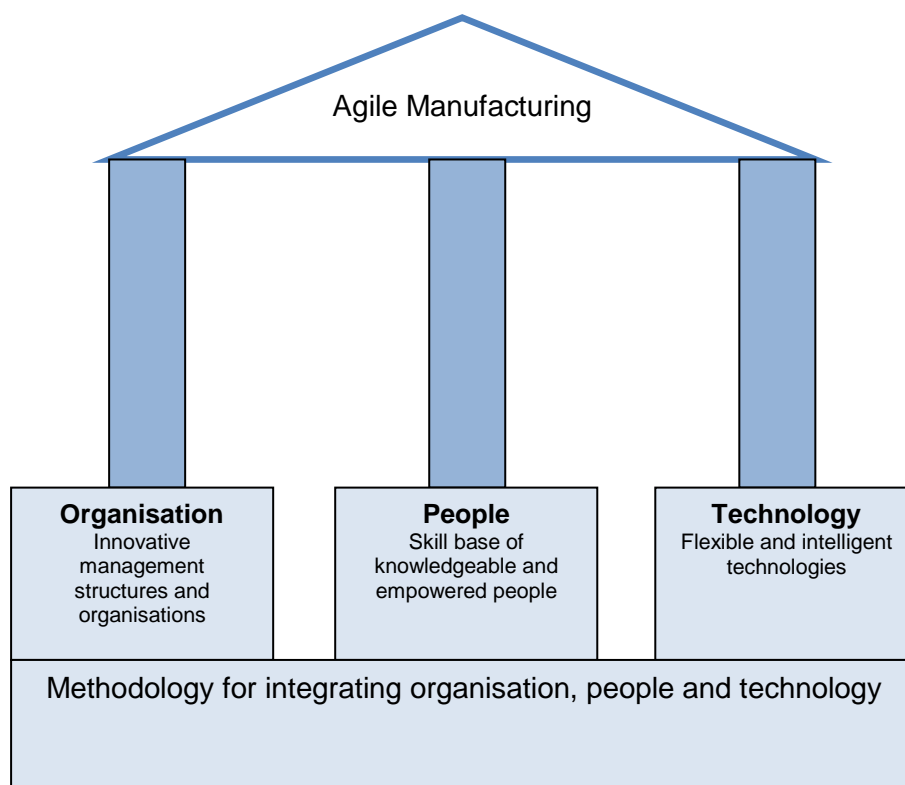 Agile Manufacturing
Organisation
Innovative
management
structures and
organisations
People
Skill base of
knowledgeable and
empowered people
Technology
Flexible and intelligent
technologies
Methodology for integrating organisation, people and technology